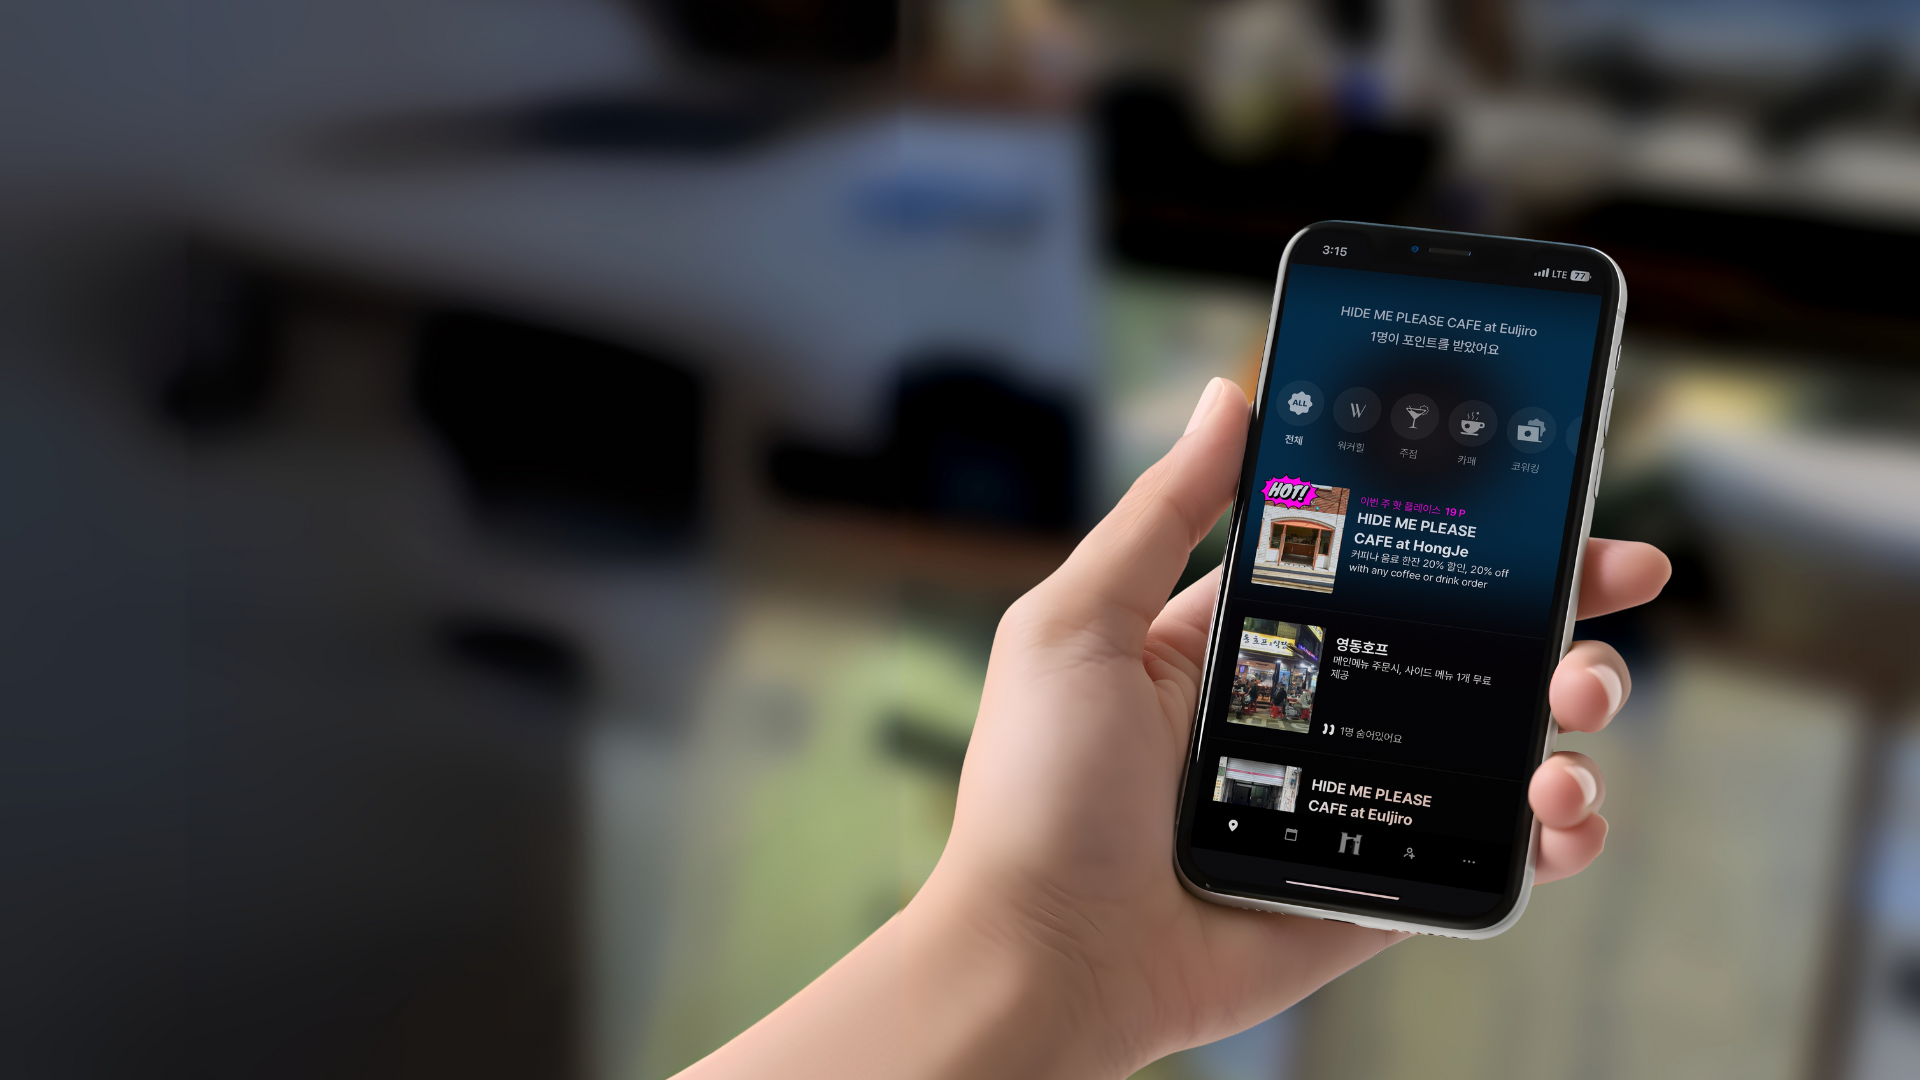 3:15
LTE 77
HIDE ME PLEASE CAFE at Euljiro
1명이 포인트를 받았어요
ALL
W
전체
워커힐
주점
카페
코워킹
HOT!
이번 주 핫 플레이스 19 P
HIDE ME PLEASE
CAFE at HongJe
커피나 음료 한잔 20% 할인, 20% off
with any coffee or drink order
영동호프
메인메뉴 주문시, 사이드 메뉴 1개 무료
제공
1명 숨어있어요
HIDE ME PLEASE
CAFE at Euljiro